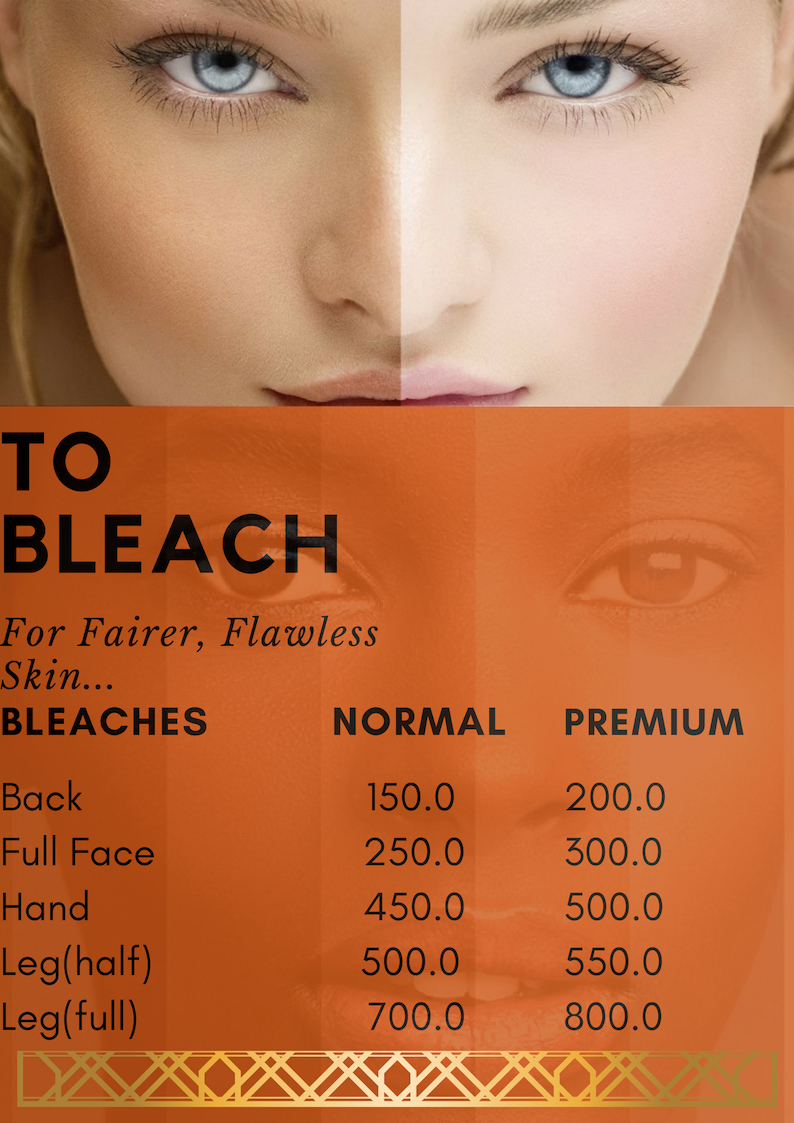 TO
BLEACH
For Fairer, Flawless
Skin...
BLEACHES NORMAL PREMIUM
Back 150.0 200.0
Full Face 250.0 300.0
Hand 450.0 500.0
Leg(half) 500.0 550.0
Leg(full) 700.0 800.0